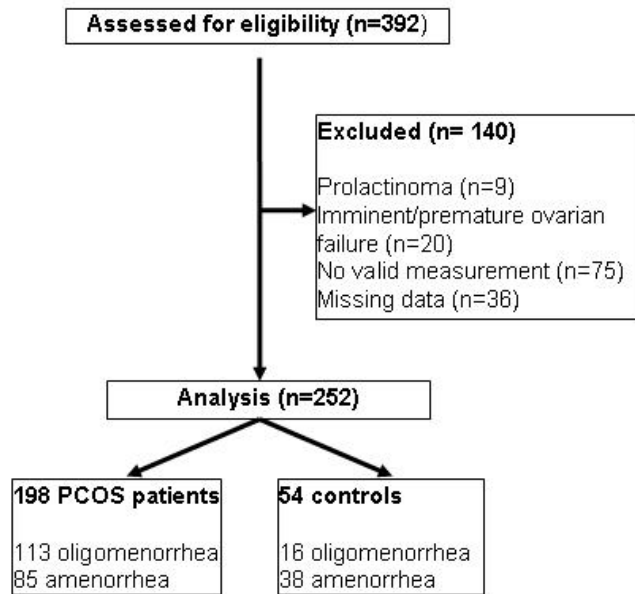 Assessed for eligibility (n=392)
Excluded (n= 140)
Prolactinoma (n=9)
Imminent/premature ovarian
failure (n=20)
No valid measurement (n=75)
Missing data (n=36)
Analysis (n=252)
198 PCOS patients
113 oligomenorrhea
85 amenorrhea
54 controls
16 oligomenorrhea
38 amenorrhea